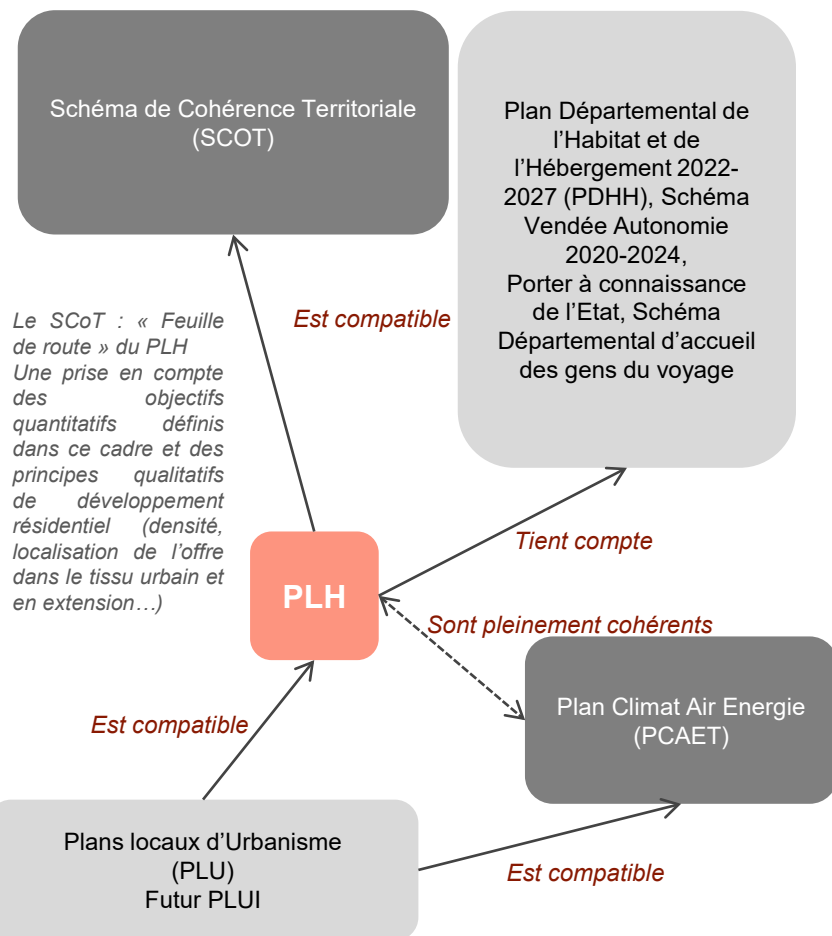 Schéma de Cohérence Territoriale
(SCOT)
Plan Départemental de
l’Habitat et de
l’Hébergement 2022-
2027 (PDHH), Schéma
Vendée Autonomie
2020-2024,
Porter à connaissance
de l’Etat, Schéma
Départemental d’accueil
des gens du voyage
Le SCoT : « Feuille
de route » du PLH
Une prise en compte
des objectifs
quantitatifs définis
dans ce cadre et des
principes qualitatifs
de développement
résidentiel (densité,
localisation de l’offre
dans le tissu urbain et
en extension…)
Est compatible
Tient compte
PLH
Sont pleinement cohérents
Plan Climat Air Energie
(PCAET)
Est compatible
Plans locaux d’Urbanisme
(PLU)
Futur PLUI
Est compatible